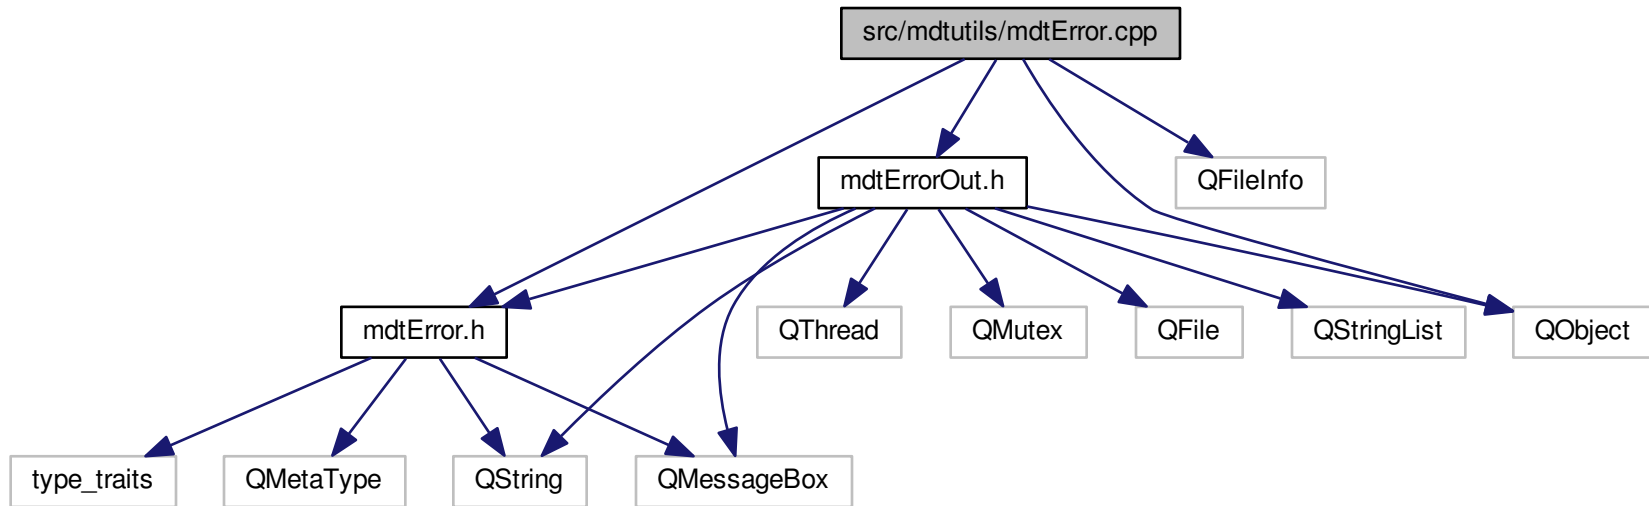 src/mdtutils/mdtError.cpp
mdtErrorOut.h
QFileInfo
mdtError.h
QThread
QMutex
QFile
QStringList
QObject
type_traits
QMetaType
QString
QMessageBox